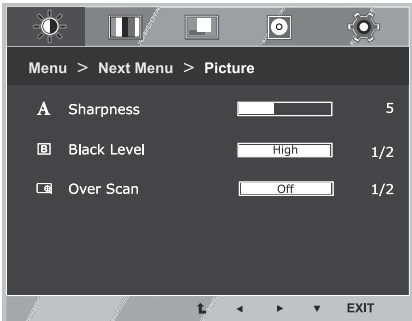 Menu > Next Menu > Picture
A Sharpness 5
B Black Level High 1/2
Over Scan Off 1/2
EXIT